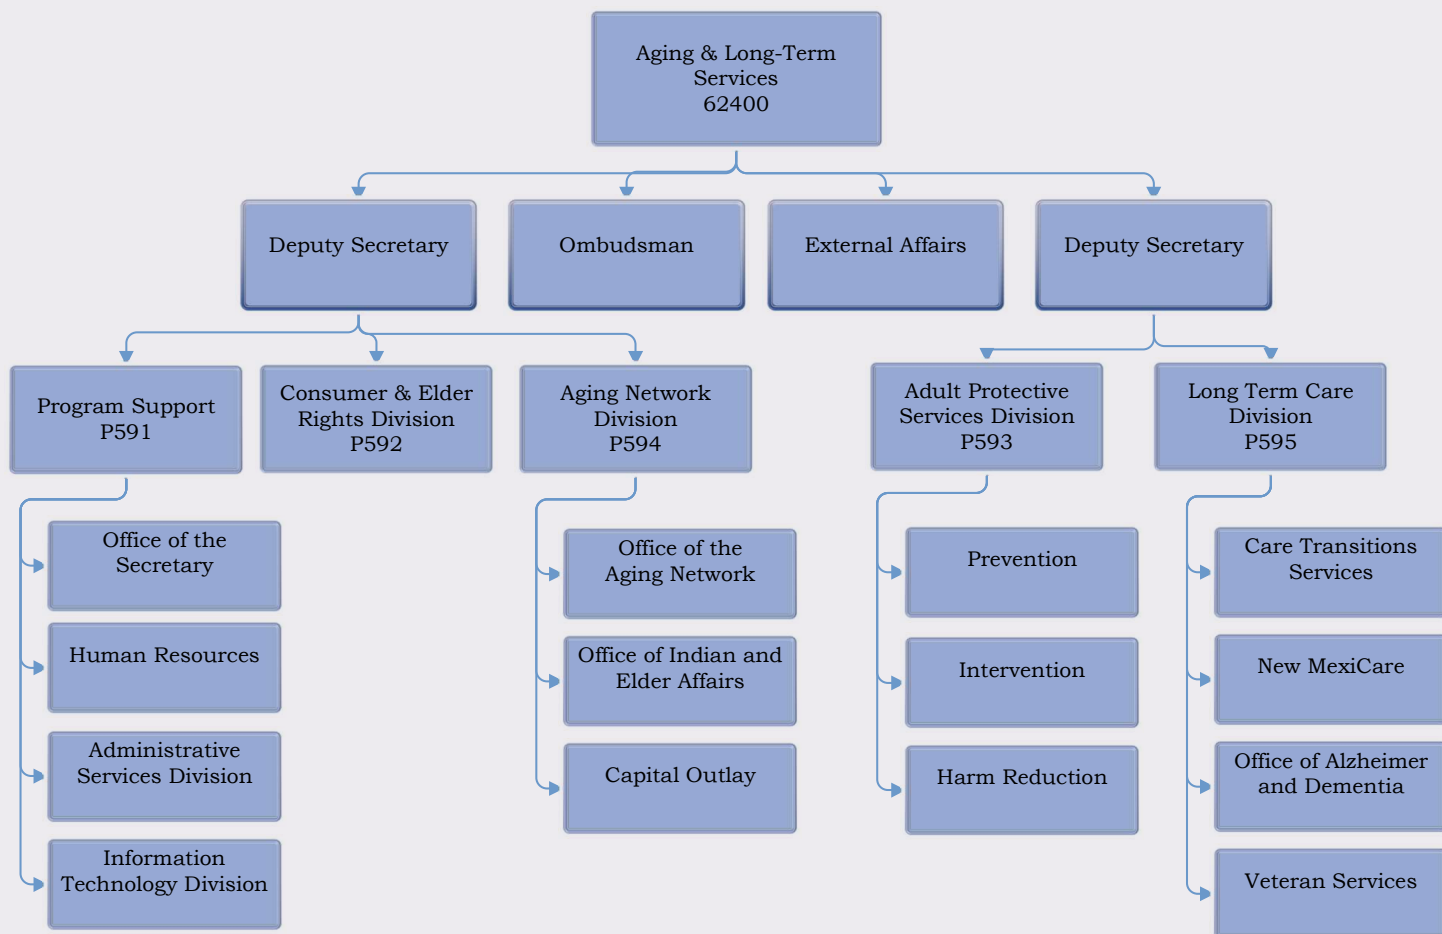 Aging & Long-Term
Services
62400
Deputy Secretary
Ombudsman
External Affairs
Deputy Secretary
Program Support
P591
Consumer & Elder
Rights Division
P592
Aging Network
Division
P594
Adult Protective
Services Division
P593
Long Term Care
Division
P595
Office of the
Secretary
Human Resources
Administrative
Services Division
Information
Technology Division
Office of the
Aging Network
Office of Indian and
Elder Affairs
Capital Outlay
Prevention
Intervention
Harm Reduction
Care Transitions
Services
New MexiCare
Office of Alzheimer
and Dementia
Veteran Services